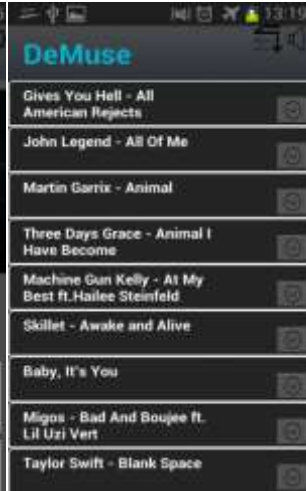 13:19
DeMuse
Gives You Hell - All
American Rejects
John Legend - All Of Me
Martin Garrix - Animal
Three Days Grace - Animal I
Have Become
Machine Gun Kelly - At My
Best ft.Hailee Steinfeld
Skillet - Awake and Alive
Baby, It's You
Migos - Bad And Boujee ft.
Lil Uzi Vert
Taylor Swift - Blank Space